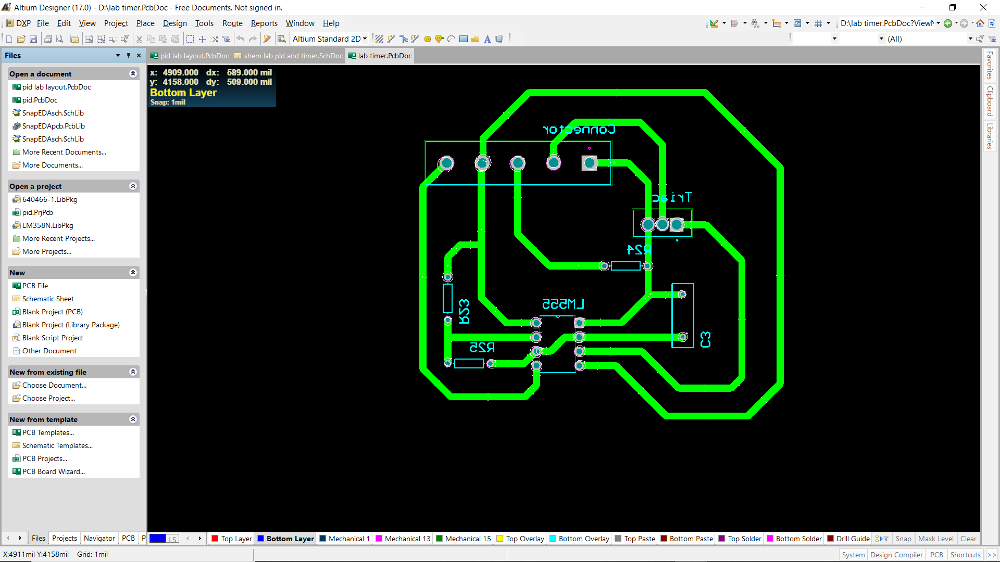 Altium Designer (17.0) - D:\lab timer.PcbDoc - Free Documents. Not signed in.
DXP File Edit View Project Place Design Tools Route Reports Window Help
D:\lab timer.PcbDoc?ViewN
Altium Standard 2D
(All)
Files
pid lab layout.PcbDoc
shem lab pid and timer.SchDoc
lab timer.PcbDoc
Open a document
pid lab layout.PcbDoc
pid.PcbDoc
SnapEDAsch.SchLib
SnapEDApcb.PcbLib
SnapEDAsch.SchLib
More Recent Documents...
More Documents...
Open a project
640466-1.LibPkg
pid.PrjPcb
LM358N.LibPkg
More Recent Projects...
More Projects...
New
PCB File
Schematic Sheet
Blank Project (PCB)
Blank Project (Library Package)
Blank Script Project
Other Document
New from existing file
Choose Document...
Choose Project...
New from template
PCB Templates...
Schematic Templates...
PCB Projects...
PCB Board Wizard...
x: 4909.000 dx: 589.000 mil
y: 4158.000 dy: 509.000 mil
Bottom Layer
Snap: 1mil
Connector
Triac
R24
LM555
R23
R25
C3
Favorites
Clipboard
Libraries
Files Projects Navigator PCB P
LS
Top Layer Bottom Layer Mechanical 1 Mechanical 13 Mechanical 15 Top Overlay Bottom Overlay Top Paste Bottom Paste Top Solder Bottom Solder Drill Guide Snap Mask Level Clear
X:4911mil Y:4158mil Grid: 1mil
System Design Compiler PCB Shortcuts >>